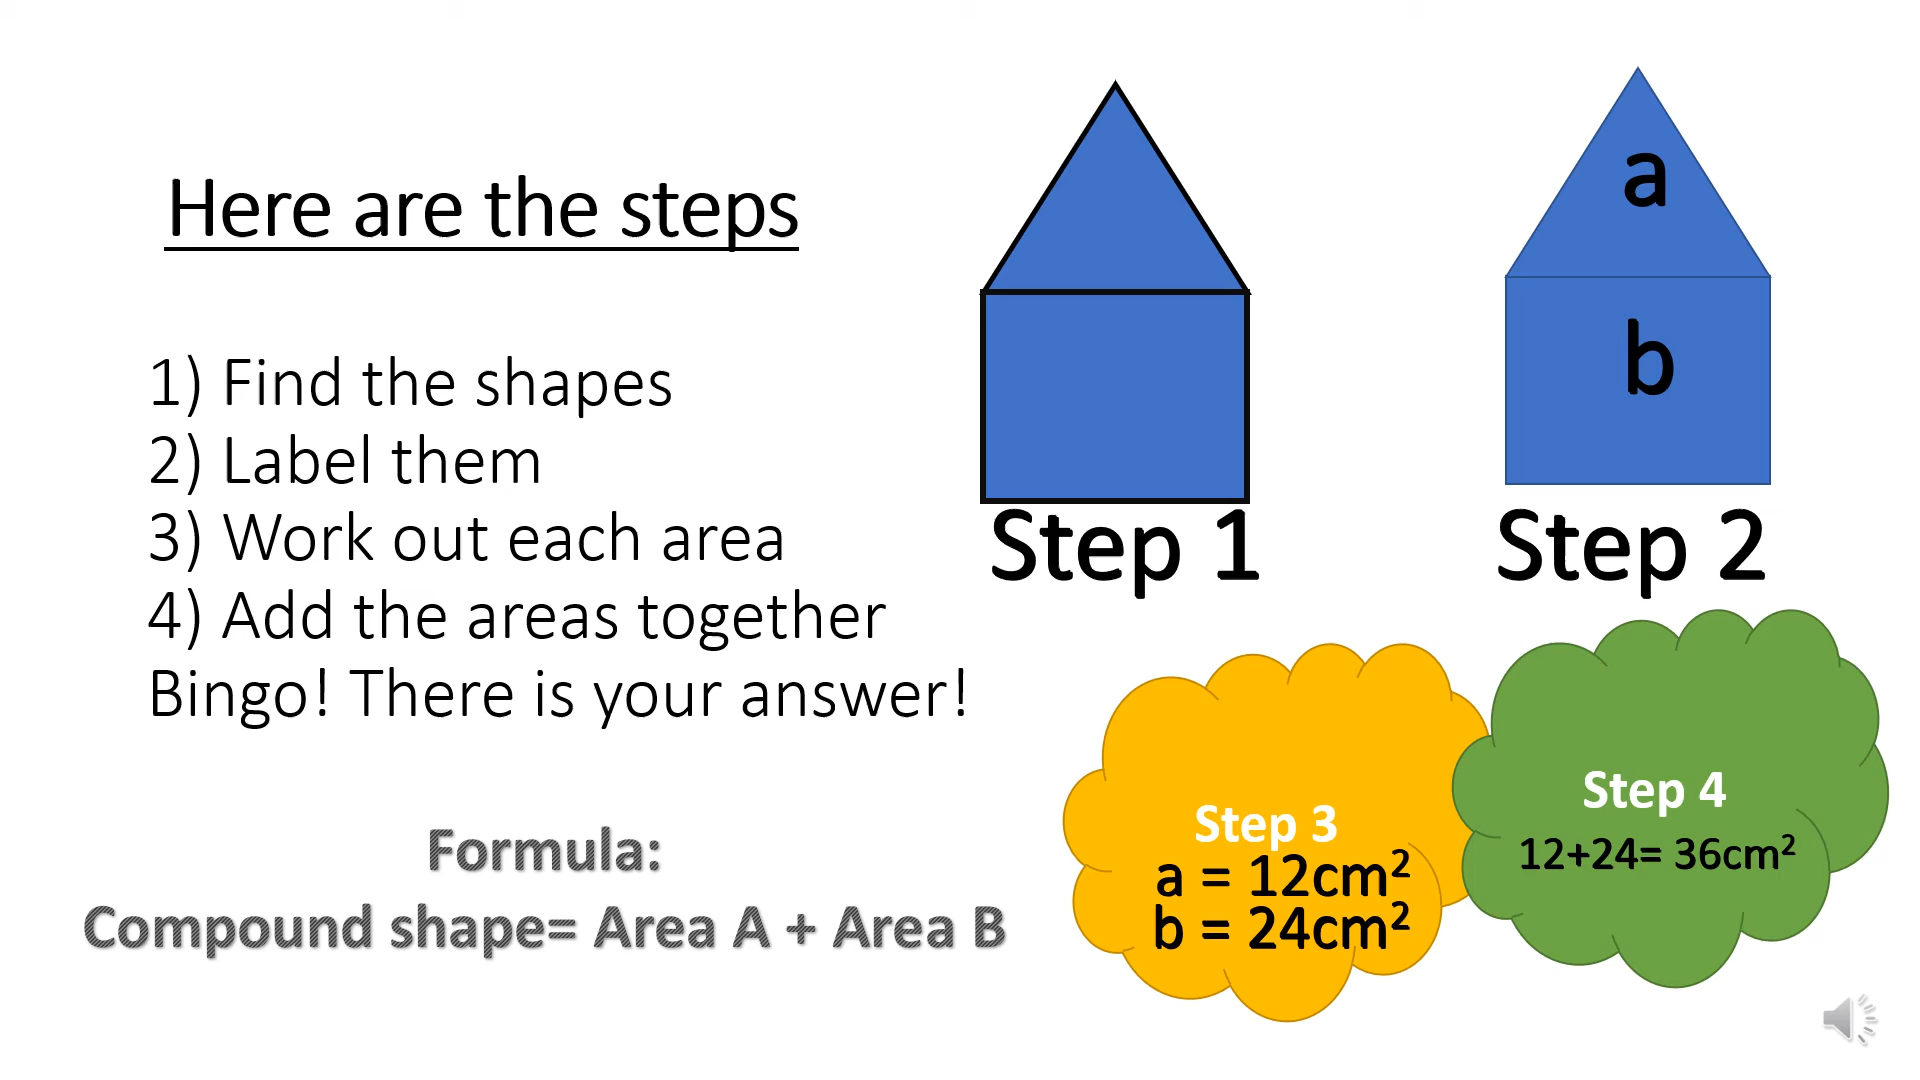 Here are the steps
1) Find the shapes
2) Label them
3) Work out each area
4) Add the areas together
Bingo! There is your answer!
Formula:
Compound shape= Area A + Area B
Step 1
a
b
Step 2
Step 3
a = 12cm²
b = 24cm²
Step 4
12+24= 36cm²